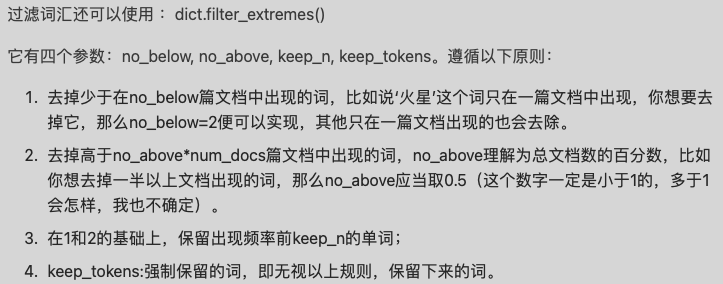 过滤词汇还可以使用： dict.filter_extremes()
它有四个参数：no_below, no_above, keep_n, keep_tokens。遵循以下原则：
1. 去掉少于在no_below篇文档中出现的词，比如说‘火星’这个词只在一篇文档中出现，你想要去
掉它，那么no_below=2便可以实现，其他只在一篇文档出现的也会去除。
2. 去掉高于no_above*num_docs篇文档中出现的词，no_above理解为总文档数的百分数，比如
你想去掉一半以上文档出现的词，那么no_above应当取0.5（这个数字一定是小于1的，多于1
会怎样，我也不确定）。
3. 在1和2的基础上，保留出现频率前keep_n的单词；
4. keep_tokens:强制保留的词，即无视以上规则，保留下来的词。